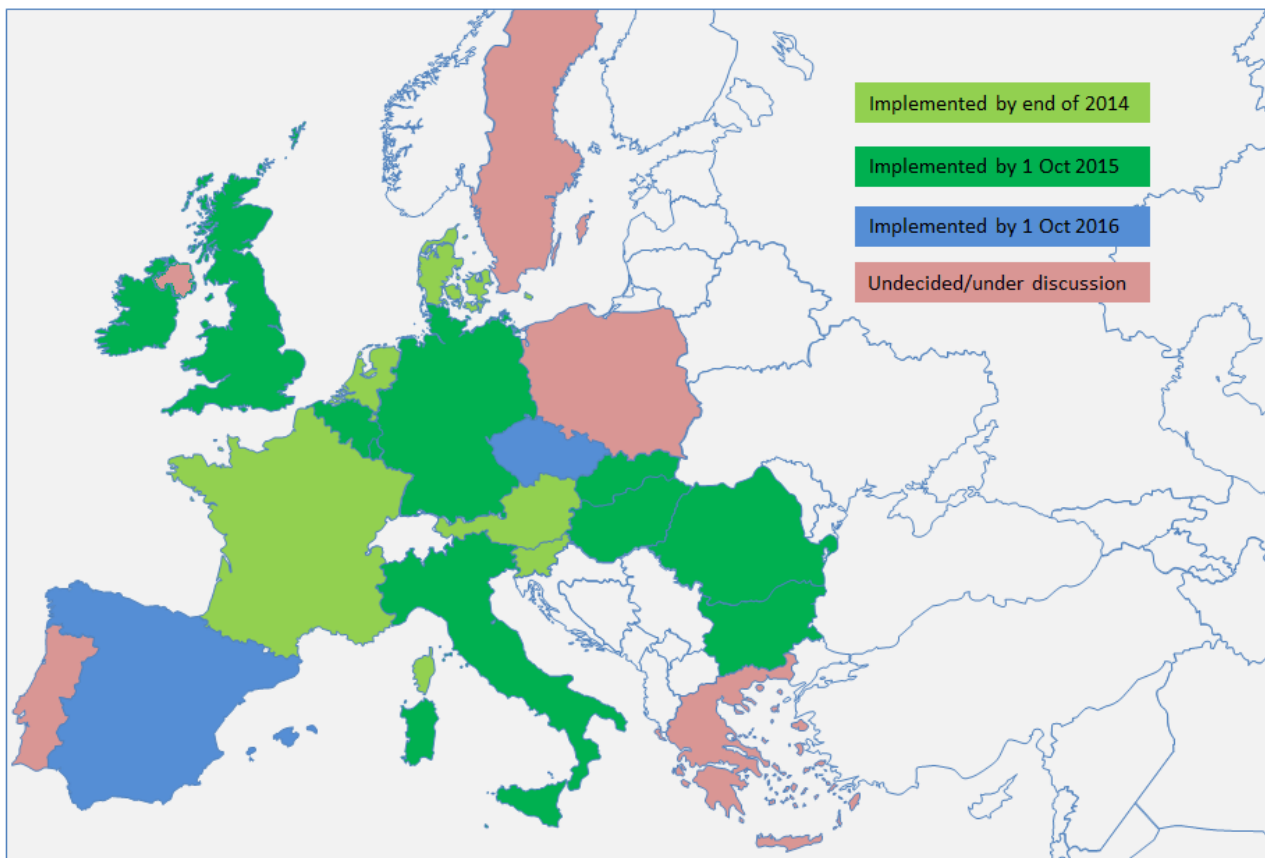 Implemented by end of 2014
Implemented by 1 Oct 2015
Implemented by 1 Oct 2016
Undecided/under discussion